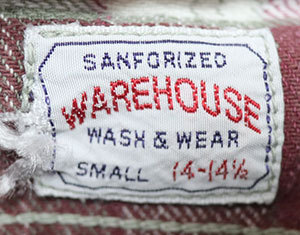 SANFORIZED
WAREHOUSE
WASH & WEAR
SMALL 14-14½